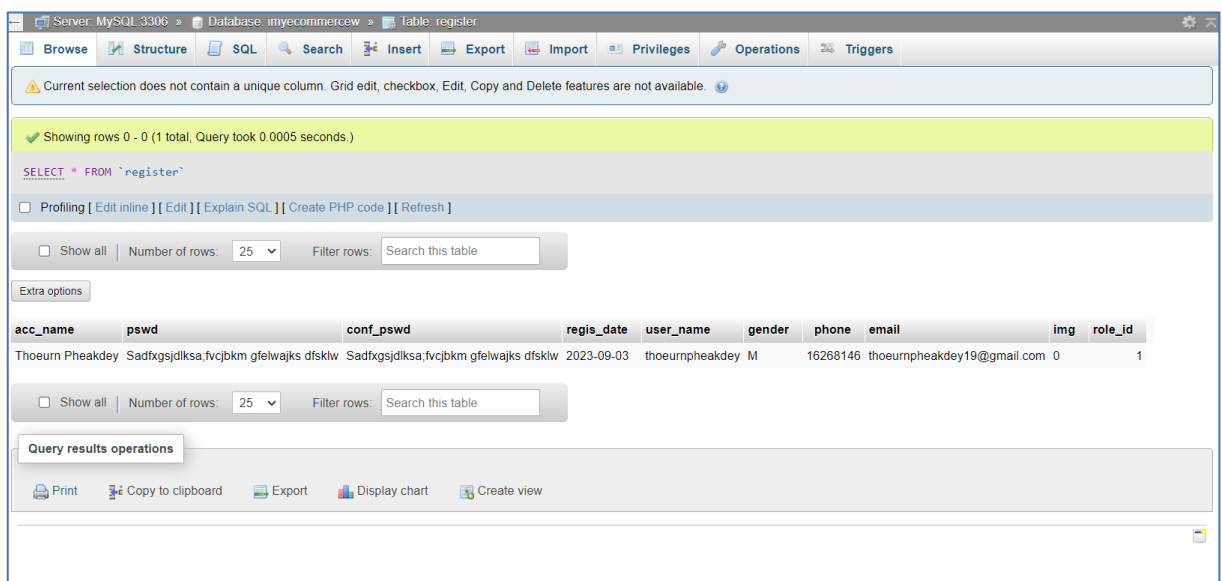 Server: MySQL:3306 » Database: imyecommercew » Table: register
Browse Structure SQL Search Insert Export Import Privileges Operations Triggers
Current selection does not contain a unique column. Grid edit, checkbox, Edit, Copy and Delete features are not available.
Showing rows 0 - 0 (1 total, Query took 0.0005 seconds.)
SELECT * FROM `register`
Profiling [ Edit inline ] [ Edit ] [ Explain SQL ] [ Create PHP code ] [ Refresh ]
Show all Number of rows: 25 Filter rows: Search this table
Extra options
acc_name pswd conf_pswd regis_date user_name gender phone email img role_id
Thoeurn Pheakdey Sadfxgsjdlksa;fvcjbkm gfelwajks dfsklw Sadfxgsjdlksa;fvcjbkm gfelwajks dfsklw 2023-09-03 thoeurnpheakdey M 16268146 thoeurnpheakdey19@gmail.com 0 1
Show all Number of rows: 25 Filter rows: Search this table
Query results operations
Print Copy to clipboard Export Display chart Create view